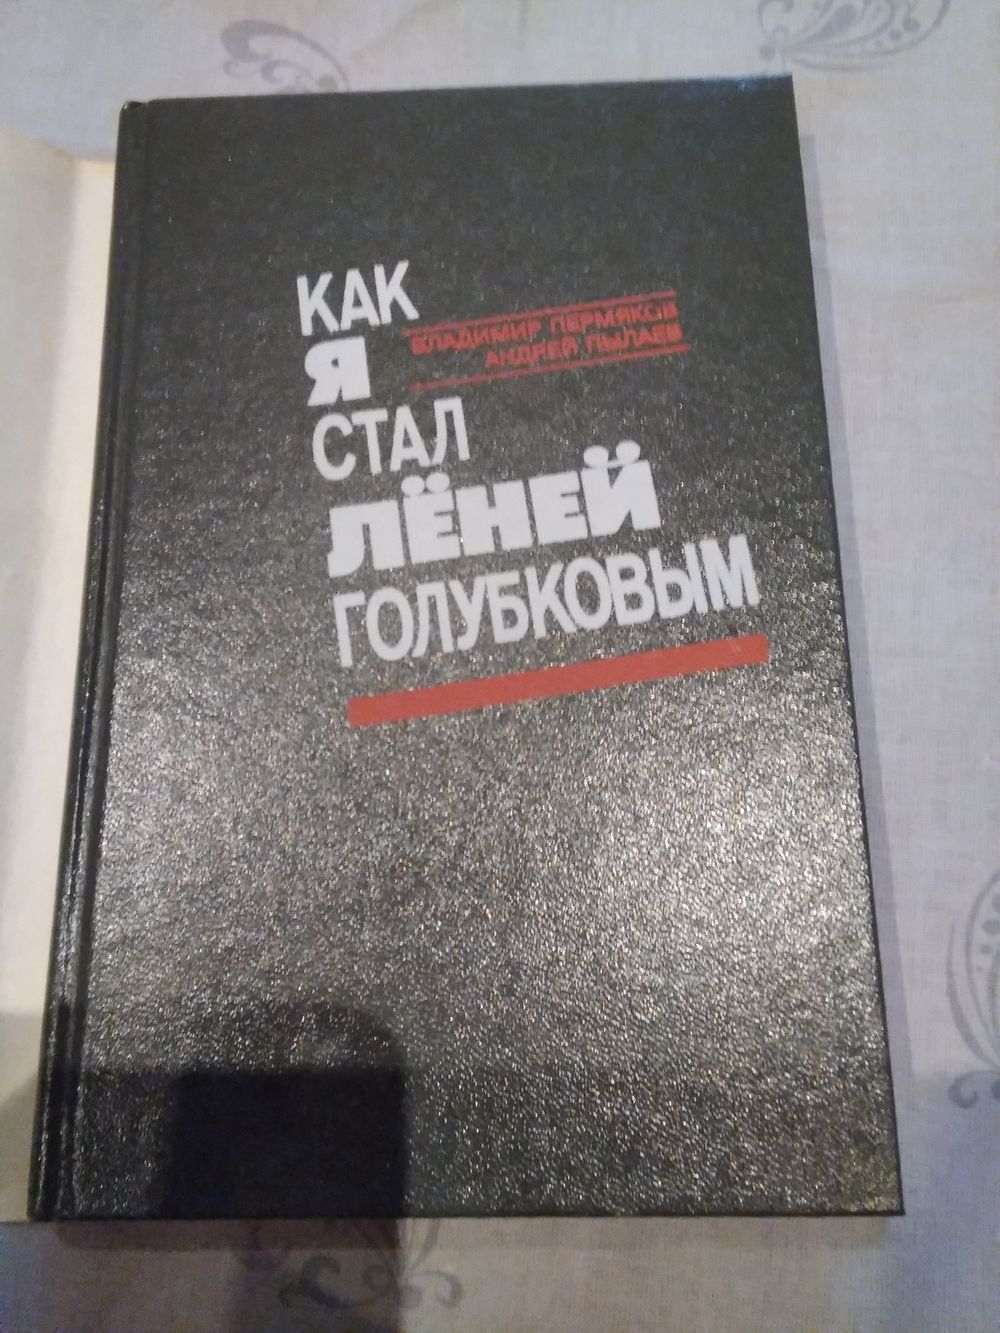 КАК
Я
ВЛАДИМИР ПЕРМЯКОВ
АНДРЕЙ ПЫЛАЕВ
СТАЛ
ЛЁНЕЙ
ГОЛУБКОВЫМ